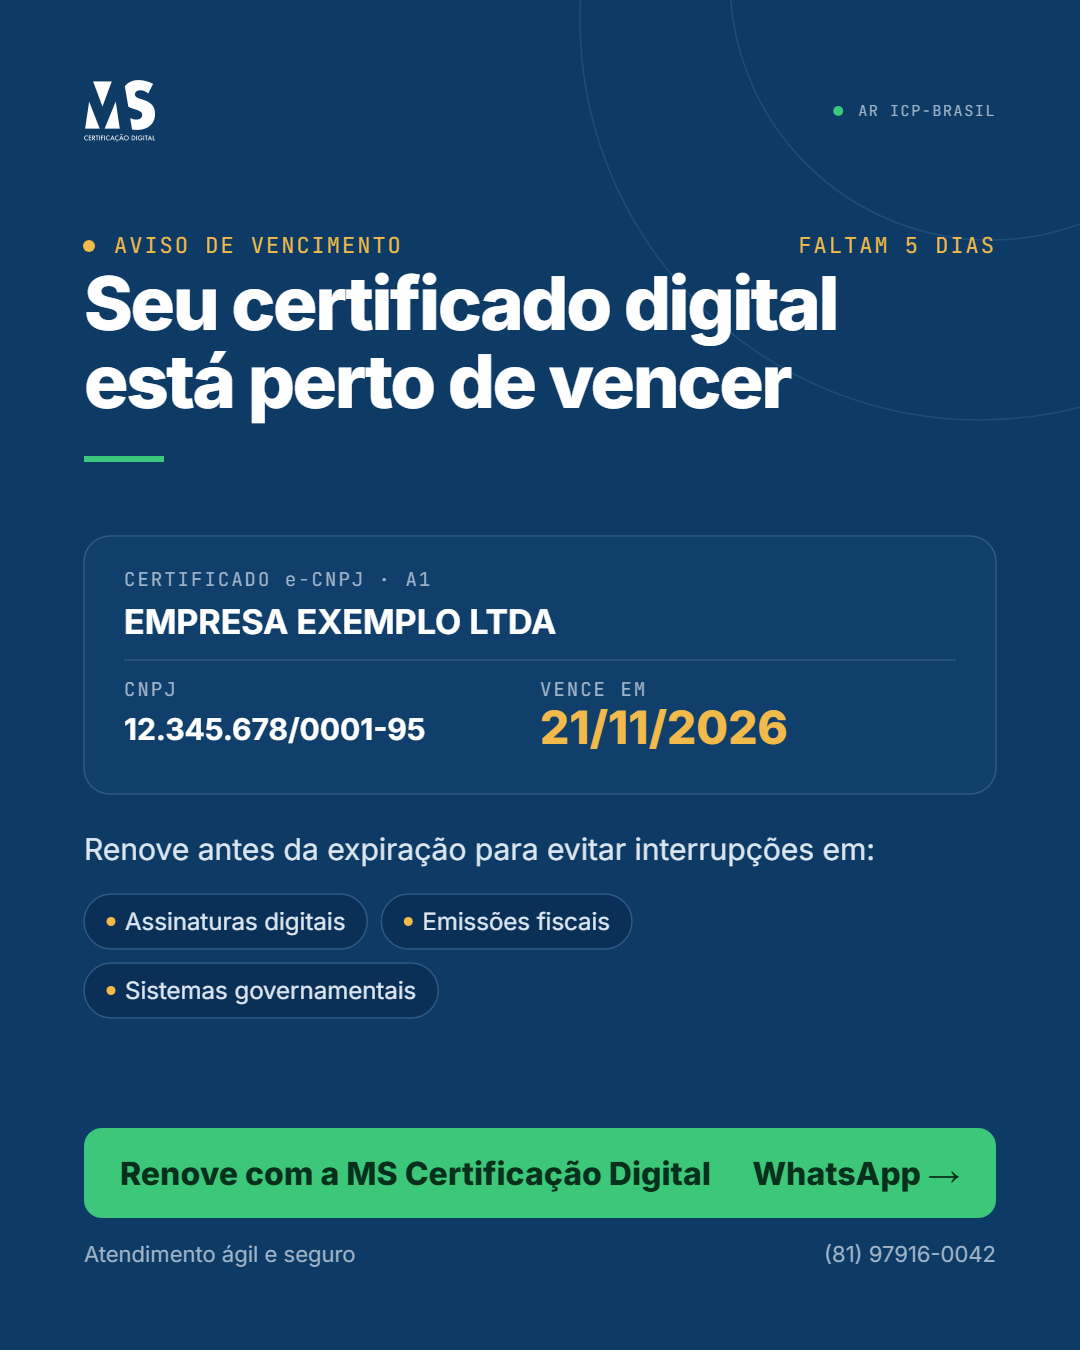 MS
CERTIFICAÇÃO DIGITAL
AR ICP-BRASIL
AVISO DE VENCIMENTO
FALTAM 5 DIAS
Seu certificado digital
está perto de vencer
CERTIFICADO e-CNPJ · A1
EMPRESA EXEMPLO LTDA
CNPJ
VENCE EM
12.345.678/0001-95
21/11/2026
Renove antes da expiração para evitar interrupções em:
Assinaturas digitais
Emissões fiscais
Sistemas governamentais
Renove com a MS Certificação Digital
WhatsApp →
Atendimento ágil e seguro
(81) 97916-0042